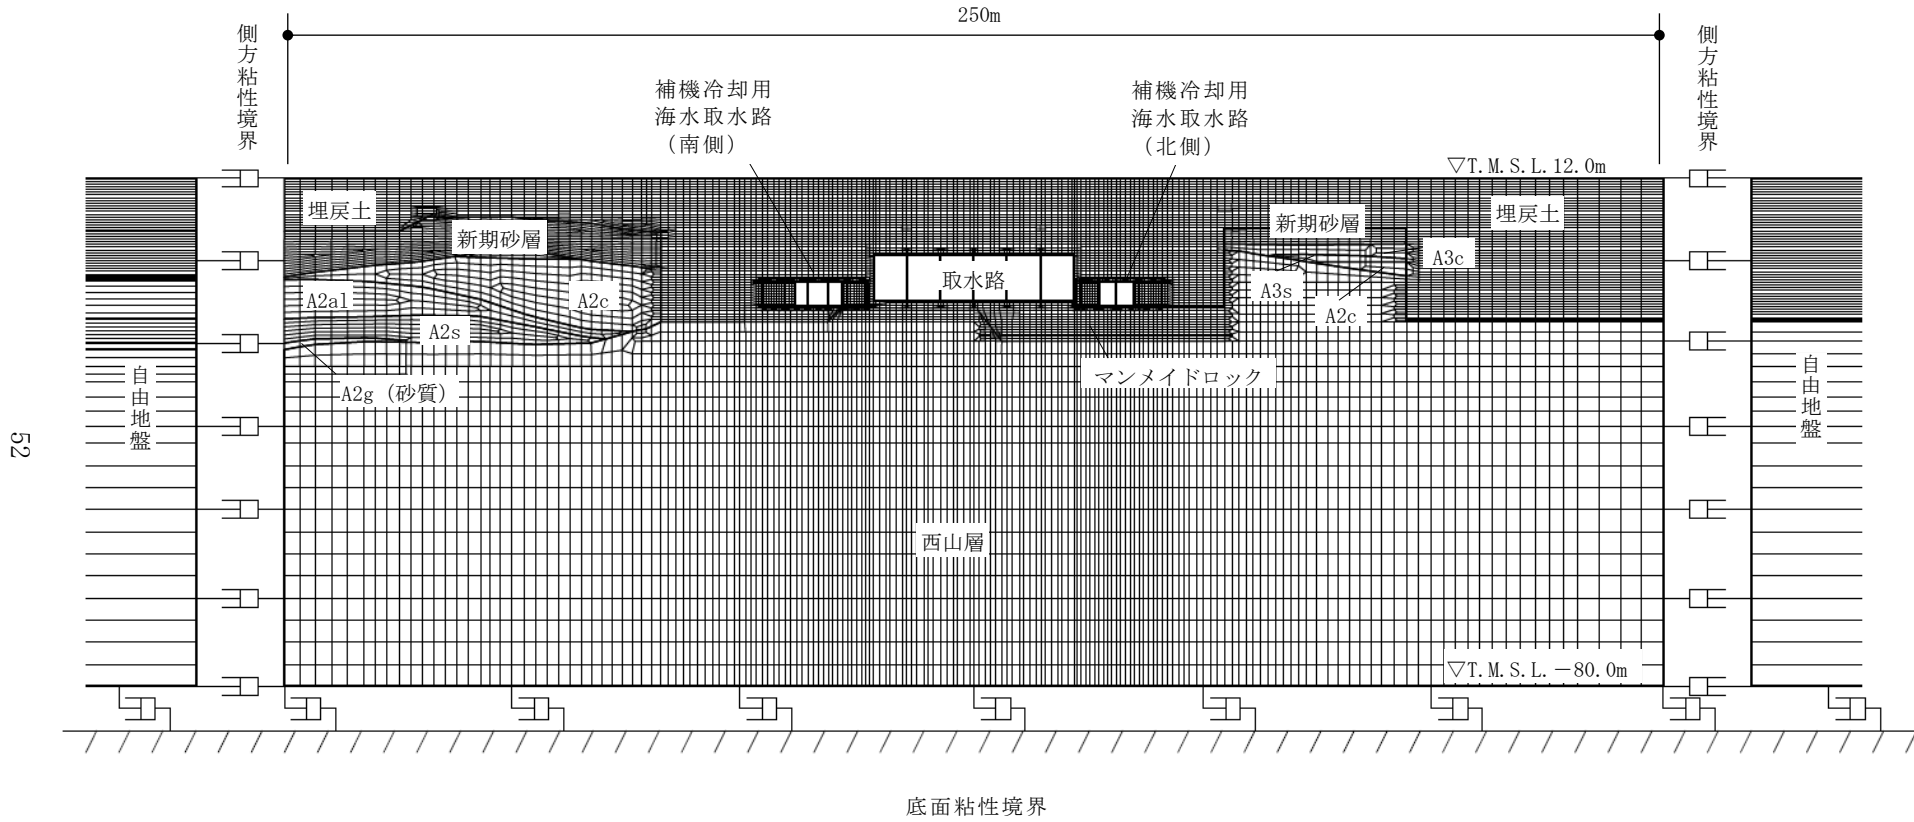 250m
側方粘性境界
側方粘性境界
補機冷却用
海水取水路
（南側）
補機冷却用
海水取水路
（北側）
▽T.M.S.L.12.0m
埋戻土
新期砂層
新期砂層
埋戻土
取水路
A3c
A2al
A2c
A3s
A2c
A2s
マンメイドロック
A2g（砂質）
自由地盤
自由地盤
52
西山層
▽T.M.S.L.－80.0m
底面粘性境界